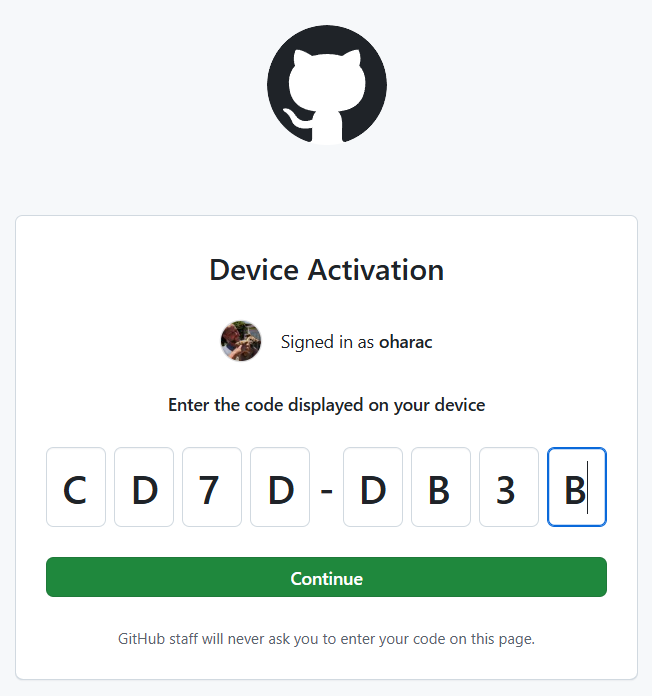 Device Activation
Signed in as oharac
Enter the code displayed on your device
C D 7 D - D B 3 B
Continue
GitHub staff will never ask you to enter your code on this page.